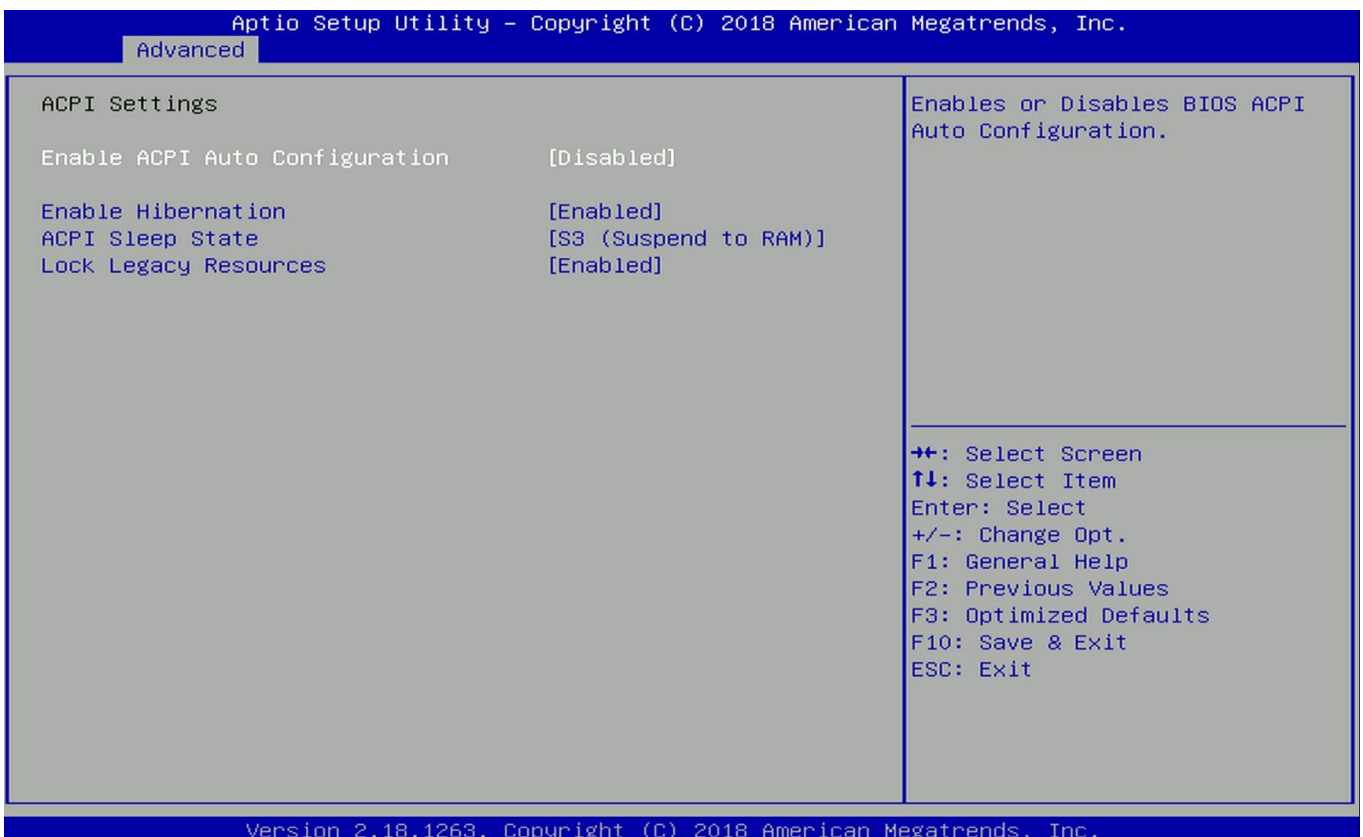 Aptio Setup Utility – Copyright (C) 2018 American Megatrends, Inc.
Advanced
ACPI Settings
Enable ACPI Auto Configuration [Disabled]
Enable Hibernation [Enabled]
ACPI Sleep State [S3 (Suspend to RAM)]
Lock Legacy Resources [Enabled]
Enables or Disables BIOS ACPI
Auto Configuration.
→←: Select Screen
↑↓: Select Item
Enter: Select
+/-: Change Opt.
F1: General Help
F2: Previous Values
F3: Optimized Defaults
F10: Save & Exit
ESC: Exit
Version 2.18.1263. Copyright (C) 2018 American Megatrends, Inc.